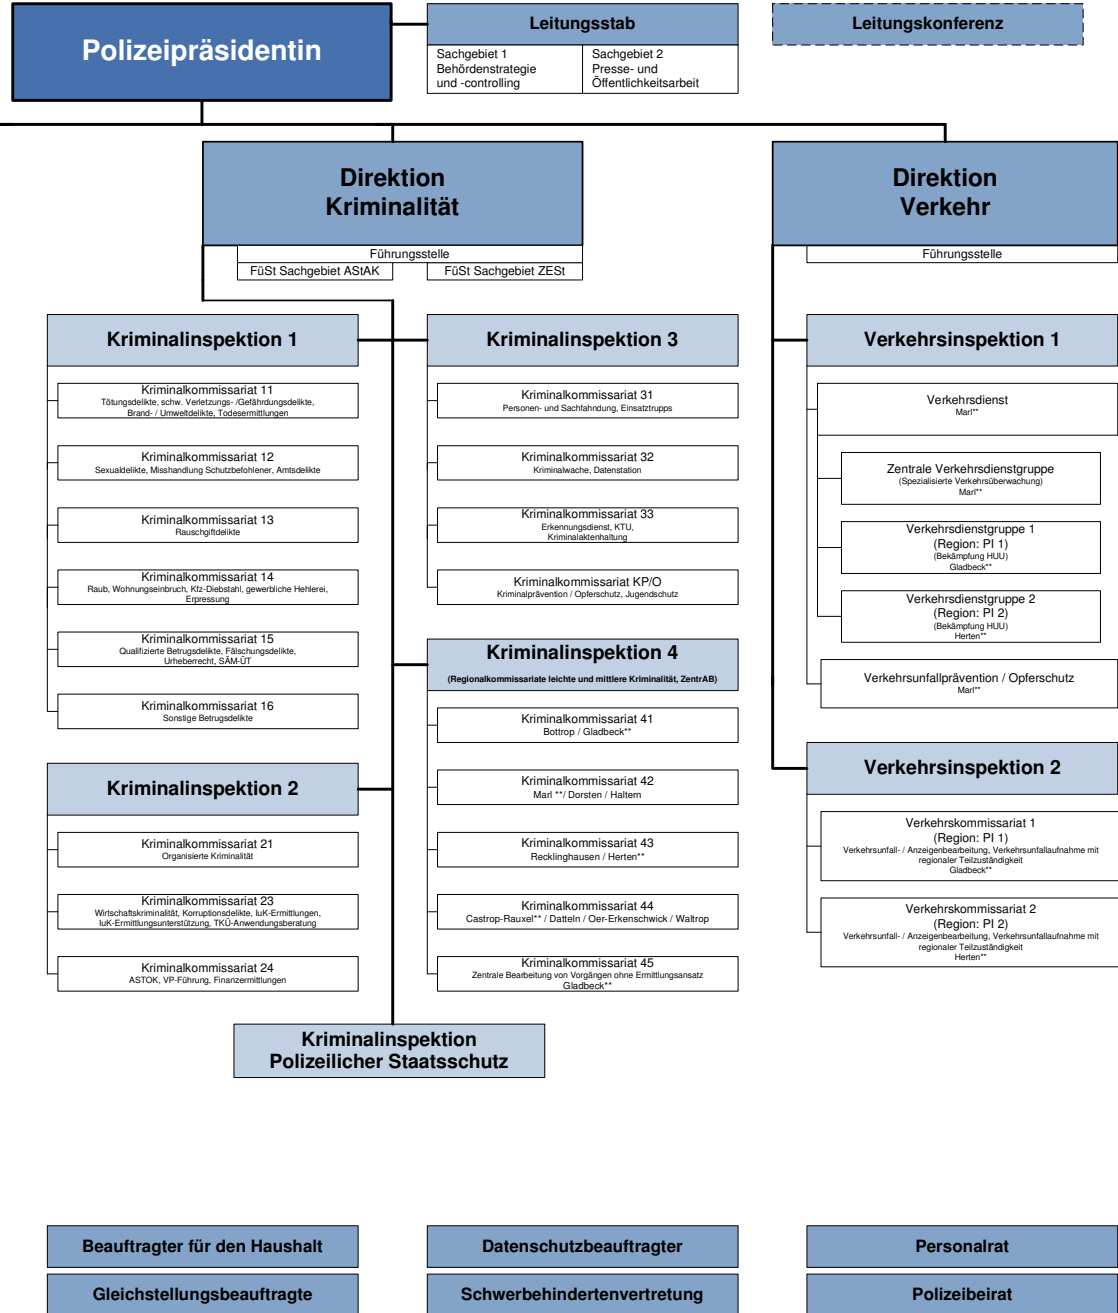 Polizeipräsidentin
Leitungsstab
Sachgebiet 1
Behördenstrategie
und -controlling
Sachgebiet 2
Presse- und
Öffentlichkeitsarbeit
Leitungskonferenz
Direktion
Kriminalität
Führungsstelle
FüSt Sachgebiet AStAK
FüSt Sachgebiet ZESt
Direktion
Verkehr
Führungsstelle
Kriminalinspektion 1
Kriminalkommissariat 11
Tötungsdelikte, schw. Verletzungs- /Gefährdungsdelikte,
Brand- / Umweltdelikte, Todesermittlungen
Kriminalkommissariat 12
Sexualdelikte, Misshandlung Schutzbefohlener, Amtsdelikte
Kriminalkommissariat 13
Rauschgiftdelikte
Kriminalkommissariat 14
Raub, Wohnungseinbruch, Kfz-Diebstahl, gewerbliche Hehlerei,
Erpressung
Kriminalkommissariat 15
Qualifizierte Betrugsdelikte, Fälschungsdelikte,
Urheberrecht, SÄM-ÜT
Kriminalkommissariat 16
Sonstige Betrugsdelikte
Kriminalinspektion 2
Kriminalkommissariat 21
Organisierte Kriminalität
Kriminalkommissariat 23
Wirtschaftskriminalität, Korruptionsdelikte, IuK-Ermittlungen,
IuK-Ermittlungsunterstützung, TKÜ-Anwendungsberatung
Kriminalkommissariat 24
ASTOK, VP-Führung, Finanzermittlungen
Kriminalinspektion 3
Kriminalkommissariat 31
Personen- und Sachfahndung, Einsatztrupps
Kriminalkommissariat 32
Kriminalwache, Datenstation
Kriminalkommissariat 33
Erkennungsdienst, KTU,
Kriminalaktenhaltung
Kriminalkommissariat KP/O
Kriminalprävention / Opferschutz, Jugendschutz
Kriminalinspektion 4
(Regionalkommissariate leichte und mittlere Kriminalität, ZentrAB)
Kriminalkommissariat 41
Bottrop / Gladbeck**
Kriminalkommissariat 42
Marl **/ Dorsten / Haltern
Kriminalkommissariat 43
Recklinghausen / Herten**
Kriminalkommissariat 44
Castrop-Rauxel** / Datteln / Oer-Erkenschwick / Waltrop
Kriminalkommissariat 45
Zentrale Bearbeitung von Vorgängen ohne Ermittlungsansatz
Gladbeck**
Kriminalinspektion
Polizeilicher Staatsschutz
Verkehrsinspektion 1
Verkehrsdienst
Marl**
Zentrale Verkehrsdienstgruppe
(Spezialisierte Verkehrsüberwachung)
Marl**
Verkehrsdienstgruppe 1
(Region: PI 1)
(Bekämpfung HUU)
Gladbeck**
Verkehrsdienstgruppe 2
(Region: PI 2)
(Bekämpfung HUU)
Herten**
Verkehrsunfallprävention / Opferschutz
Marl**
Verkehrsinspektion 2
Verkehrskommissariat 1
(Region: PI 1)
Verkehrsunfall- / Anzeigenbearbeitung, Verkehrsunfallaufnahme mit
regionaler Teilzuständigkeit
Gladbeck**
Verkehrskommissariat 2
(Region: PI 2)
Verkehrsunfall- / Anzeigenbearbeitung, Verkehrsunfallaufnahme mit
regionaler Teilzuständigkeit
Herten**
Beauftragter für den Haushalt
Datenschutzbeauftragter
Personalrat
Gleichstellungsbeauftragte
Schwerbehindertenvertretung
Polizeibeirat